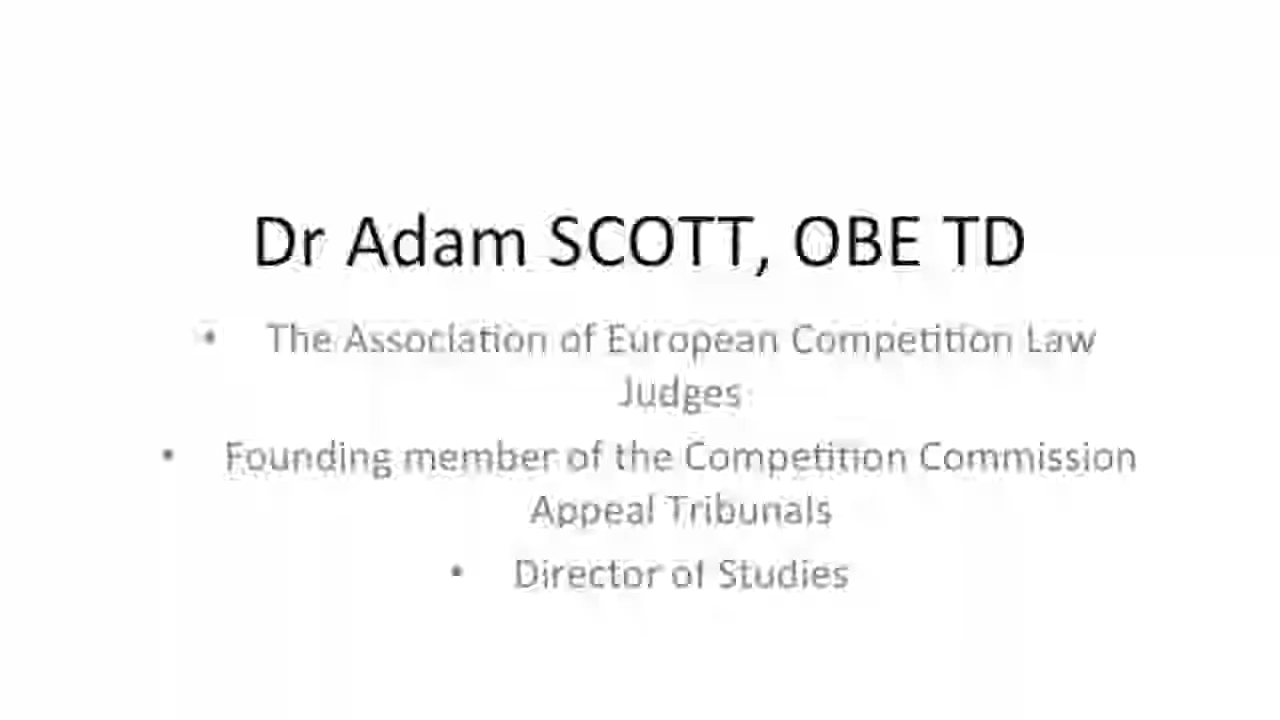 Dr Adam SCOTT, OBE TD
• The Association of European Competition Law
Judges
• Founding member of the Competition Commission
Appeal Tribunals
• Director of Studies